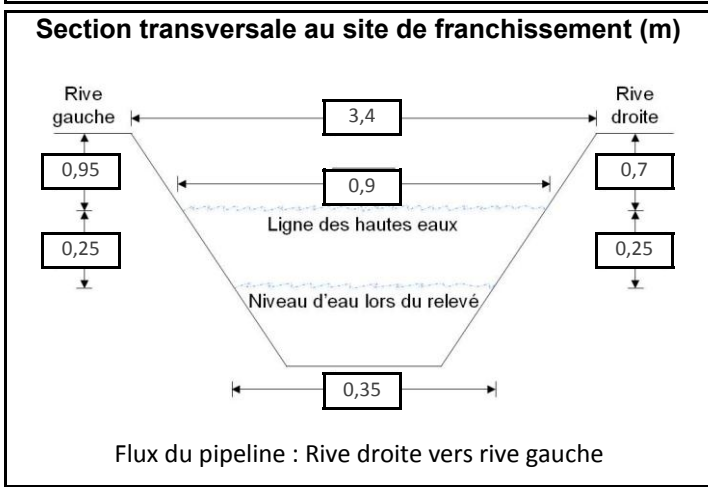 Section transversale au site de franchissement (m)
Rive
gauche
Rive
droite
3,4
0,95
0,7
0,9
Ligne des hautes eaux
0,25
0,25
Niveau d'eau lors du relevé
0,35
Flux du pipeline : Rive droite vers rive gauche